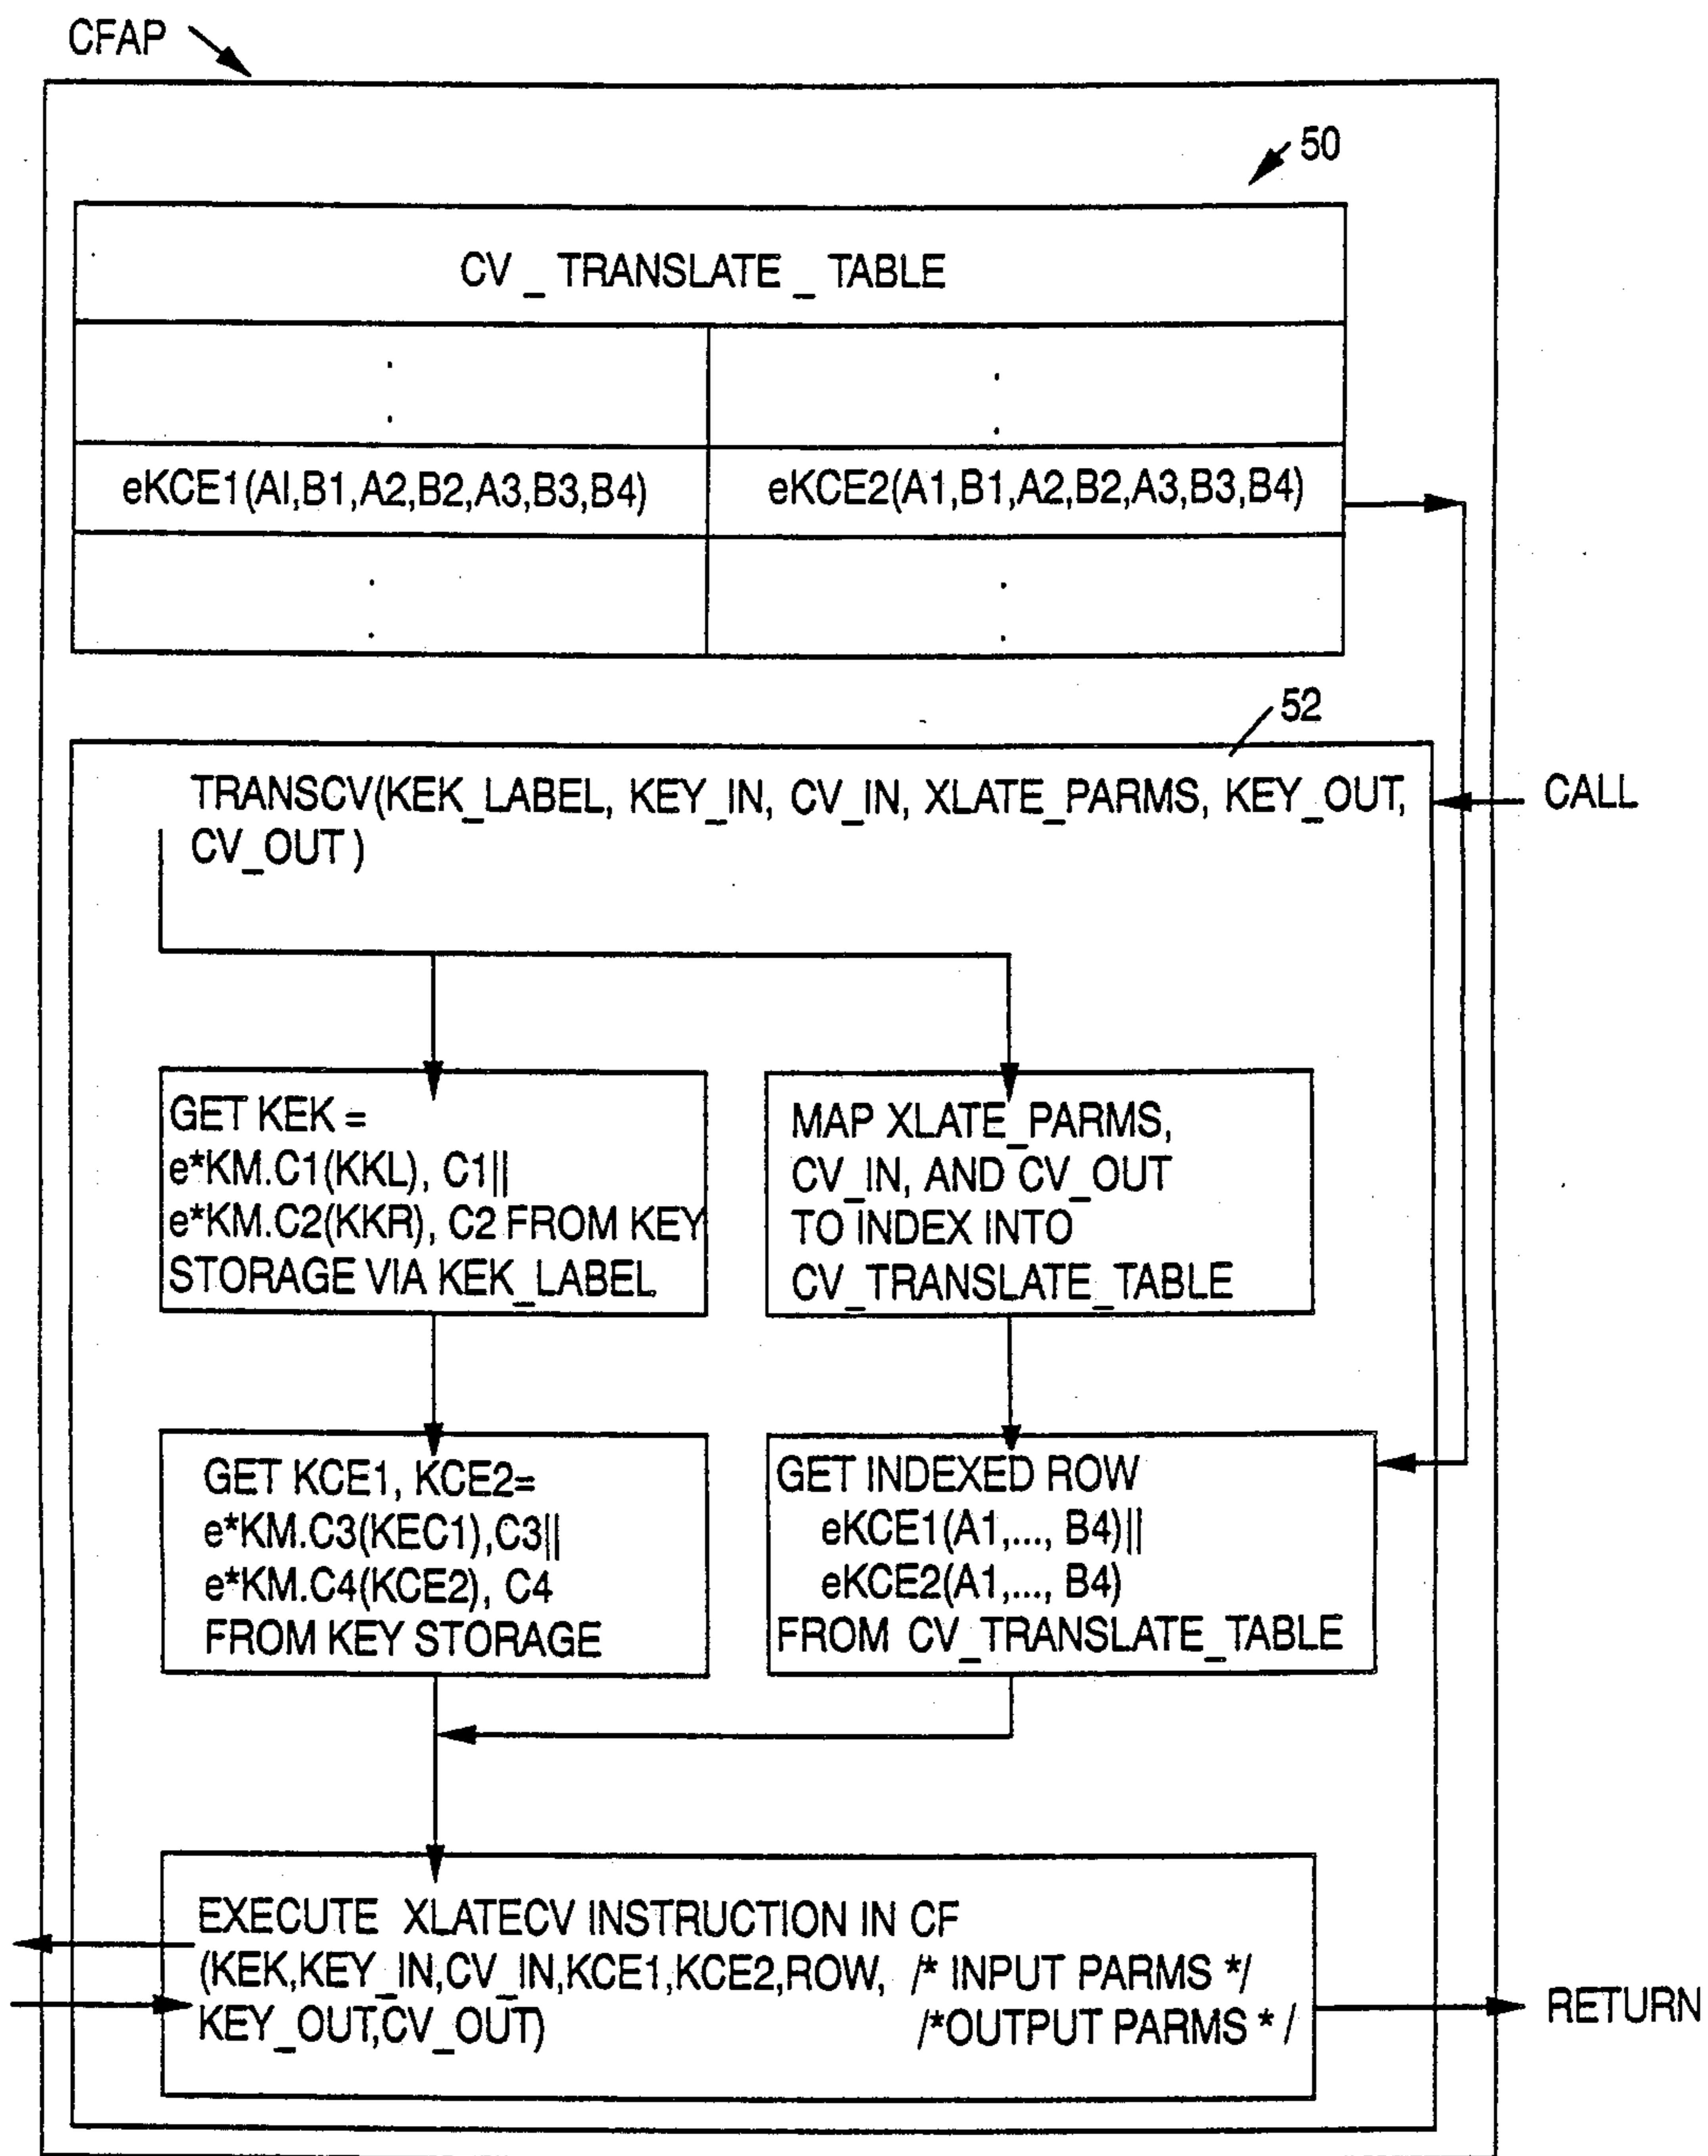 CFAP
50
CV _ TRANSLATE _ TABLE
eKCE1(AI,B1,A2,B2,A3,B3,B4)
eKCE2(A1,B1,A2,B2,A3,B3,B4)
52
TRANSCV(KEK_LABEL, KEY_IN, CV_IN, XLATE_PARMS, KEY_OUT,
CV_OUT )
CALL
GET KEK =
e*KM.C1(KKL), C1||
e*KM.C2(KKR), C2 FROM KEY
STORAGE VIA KEK_LABEL
MAP XLATE_PARMS,
CV_IN, AND CV_OUT
TO INDEX INTO
CV_TRANSLATE_TABLE
GET KCE1, KCE2=
e*KM.C3(KEC1),C3||
e*KM.C4(KCE2), C4
FROM KEY STORAGE
GET INDEXED ROW
eKCE1(A1,..., B4)||
eKCE2(A1,..., B4)
FROM CV_TRANSLATE_TABLE
EXECUTE XLATECV INSTRUCTION IN CF
(KEK,KEY_IN,CV_IN,KCE1,KCE2,ROW, /* INPUT PARMS */
KEY_OUT,CV_OUT) /*OUTPUT PARMS * /
RETURN